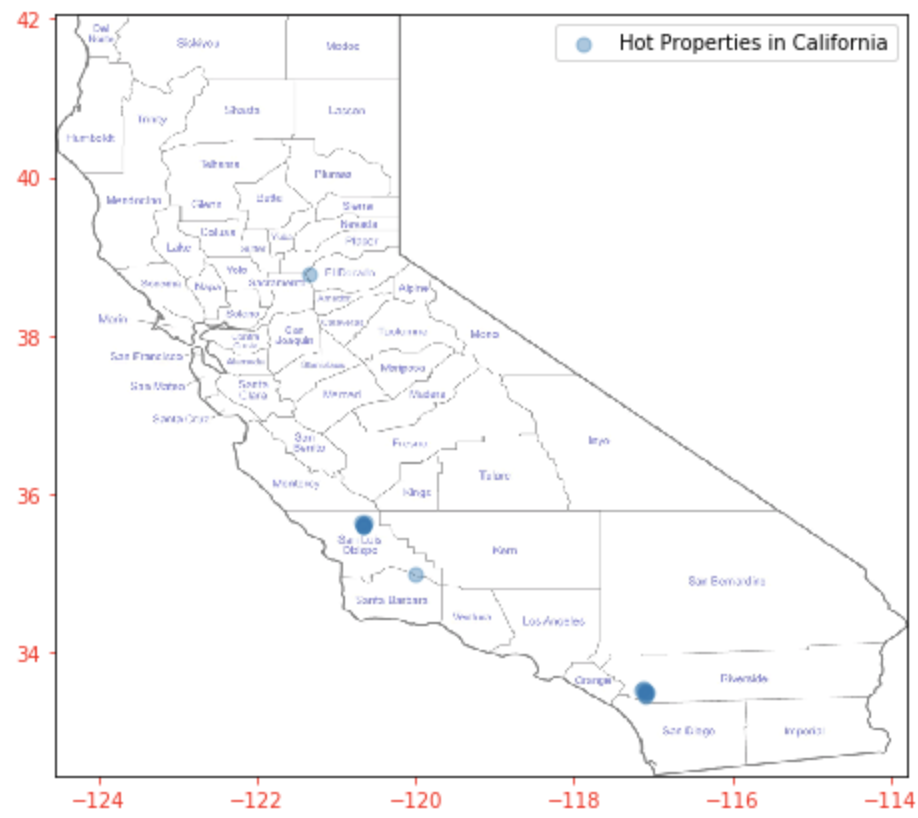 42
Hot Properties in California
Del
Norte
Siskiyou
Modoc
Shasta
Lassen
Trinity
Humboldt
40
Tehama
Plumas
Mendocino
Glenn
Butte
Sierra
Nevada
Colusa
Yuba
Placer
Lake
Sutter
Yolo
El Dorado
Sonoma
Napa
Sacramento
Alpine
Amador
Solano
Marin
Calaveras
38
San
Joaquin
Tuolumne
Mono
Contra
Costa
San Francisco
Alameda
Stanislaus
Mariposa
San Mateo
Santa
Clara
Merced
Madera
Santa Cruz
San
Benito
Fresno
Inyo
Tulare
Monterey
Kings
36
San Luis
Obispo
Kern
San Bernardino
Santa Barbara
Ventura
Los Angeles
34
Orange
Riverside
San Diego
Imperial
−124
−122
−120
−118
−116
−114